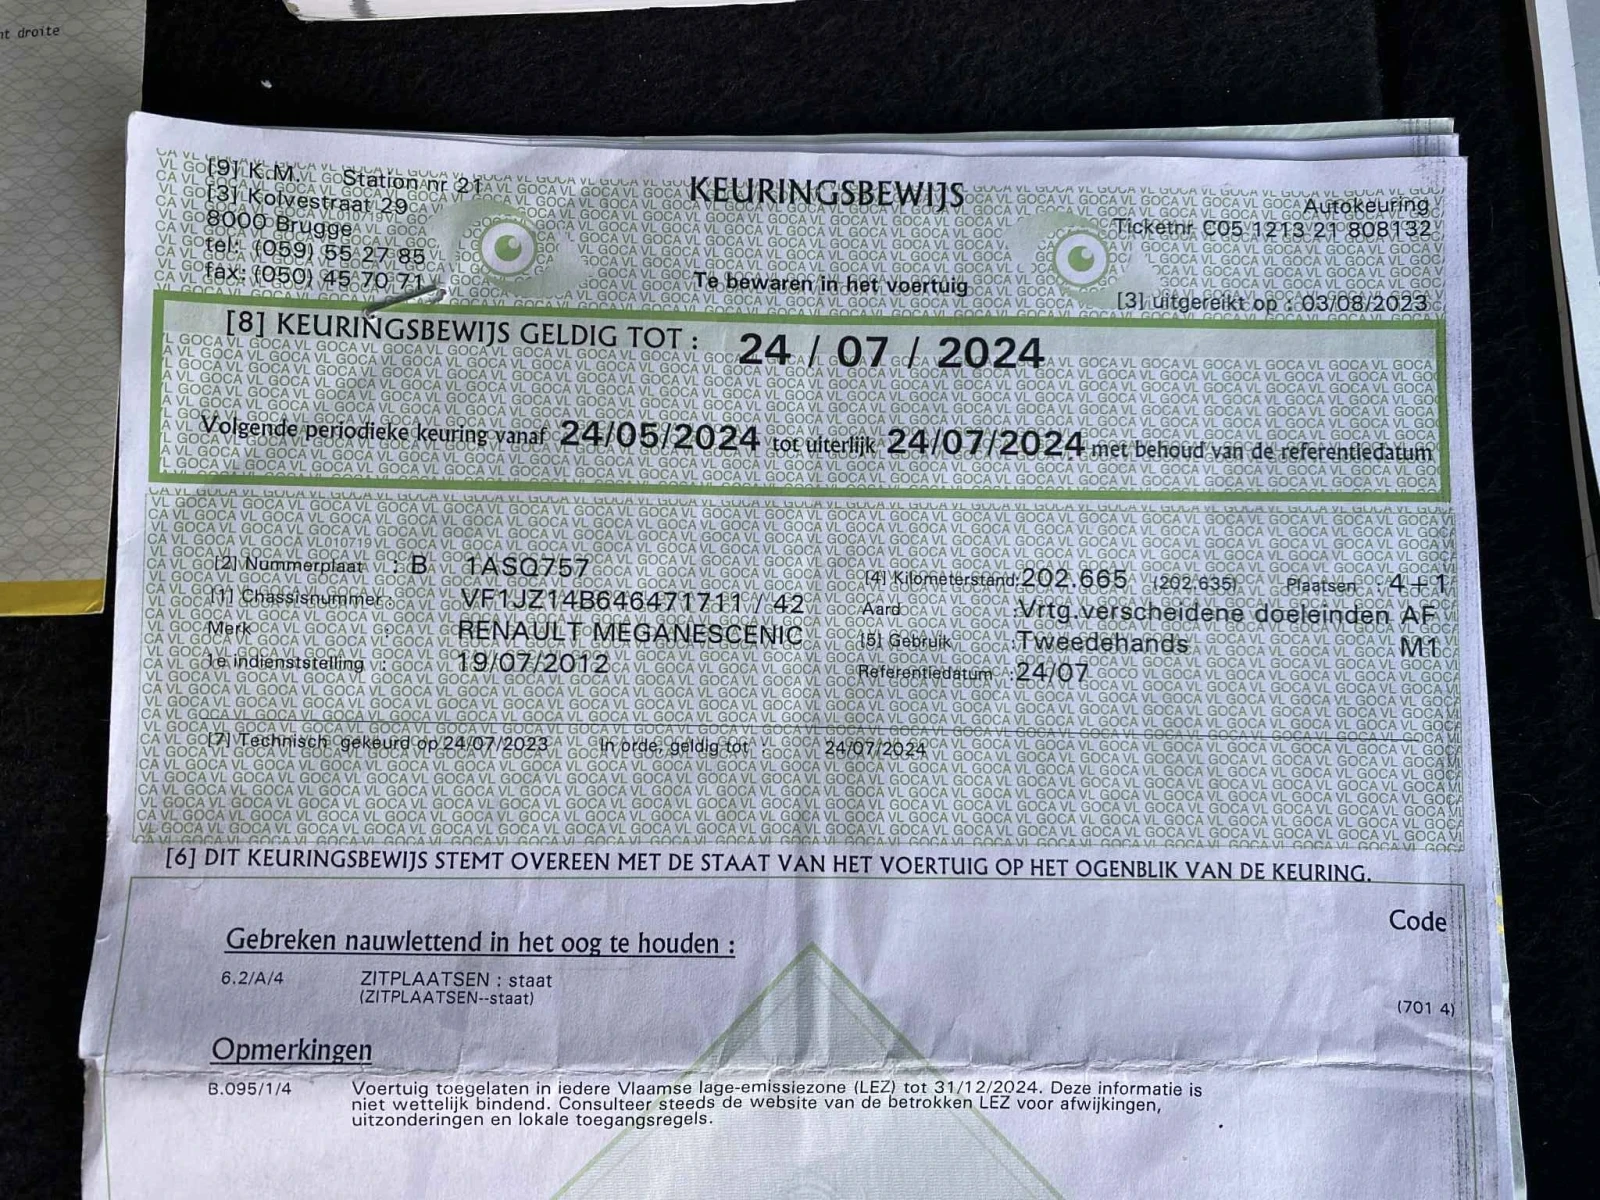 nt droite
[9] K.M. Station nr 21
[3] Kolvestraat 29
8000 Brugge
tel: (059) 55 27 85
fax: (050) 45 70 71
KEURINGSBEWIJS
Te bewaren in het voertuig
Autokeuring
Ticketnr C05 1213 21 808132
[3] uitgereikt op : 03/08/2023
[8] KEURINGSBEWIJS GELDIG TOT : 24 / 07 / 2024
Volgende periodieke keuring vanaf 24/05/2024 tot uiterlijk 24/07/2024 met behoud van de referentiedatum
[2] Nummerplaat : B 1ASQ757
[1] Chassisnummer : VF1JZ14B646471711 / 42
Merk : RENAULT MEGANESCENIC
1e indienststelling : 19/07/2012
[4] Kilometerstand: 202.665 (202.635) Plaatsen : 4+1
Aard : Vrtg.verscheidene doeleinden AF
[5] Gebruik : Tweedehands M1
Referentiedatum : 24/07
[7] Technisch gekeurd op 24/07/2023 In orde, geldig tot : 24/07/2024
[6] DIT KEURINGSBEWIJS STEMT OVEREEN MET DE STAAT VAN HET VOERTUIG OP HET OGENBLIK VAN DE KEURING.
Code
Gebreken nauwlettend in het oog te houden :
6.2/A/4 ZITPLAATSEN : staat
(ZITPLAATSEN--staat) (701 4)
Opmerkingen
B.095/1/4 Voertuig toegelaten in iedere Vlaamse lage-emissiezone (LEZ) tot 31/12/2024. Deze informatie is
niet wettelijk bindend. Consulteer steeds de website van de betrokken LEZ voor afwijkingen,
uitzonderingen en lokale toegangsregels.